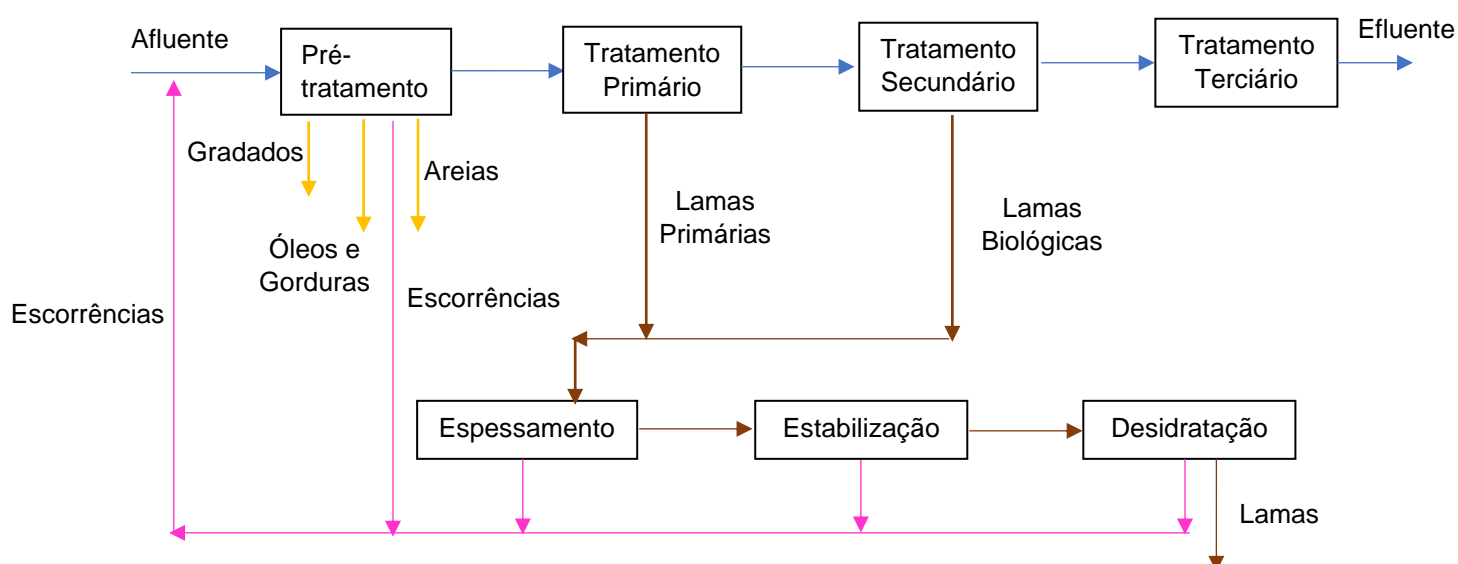 Afluente
Pré-
tratamento
Tratamento
Primário
Tratamento
Secundário
Tratamento
Terciário
Efluente
Gradados
Areias
Óleos e
Gorduras
Lamas
Primárias
Lamas
Biológicas
Escorrências
Escorrências
Espessamento
Estabilização
Desidratação
Lamas